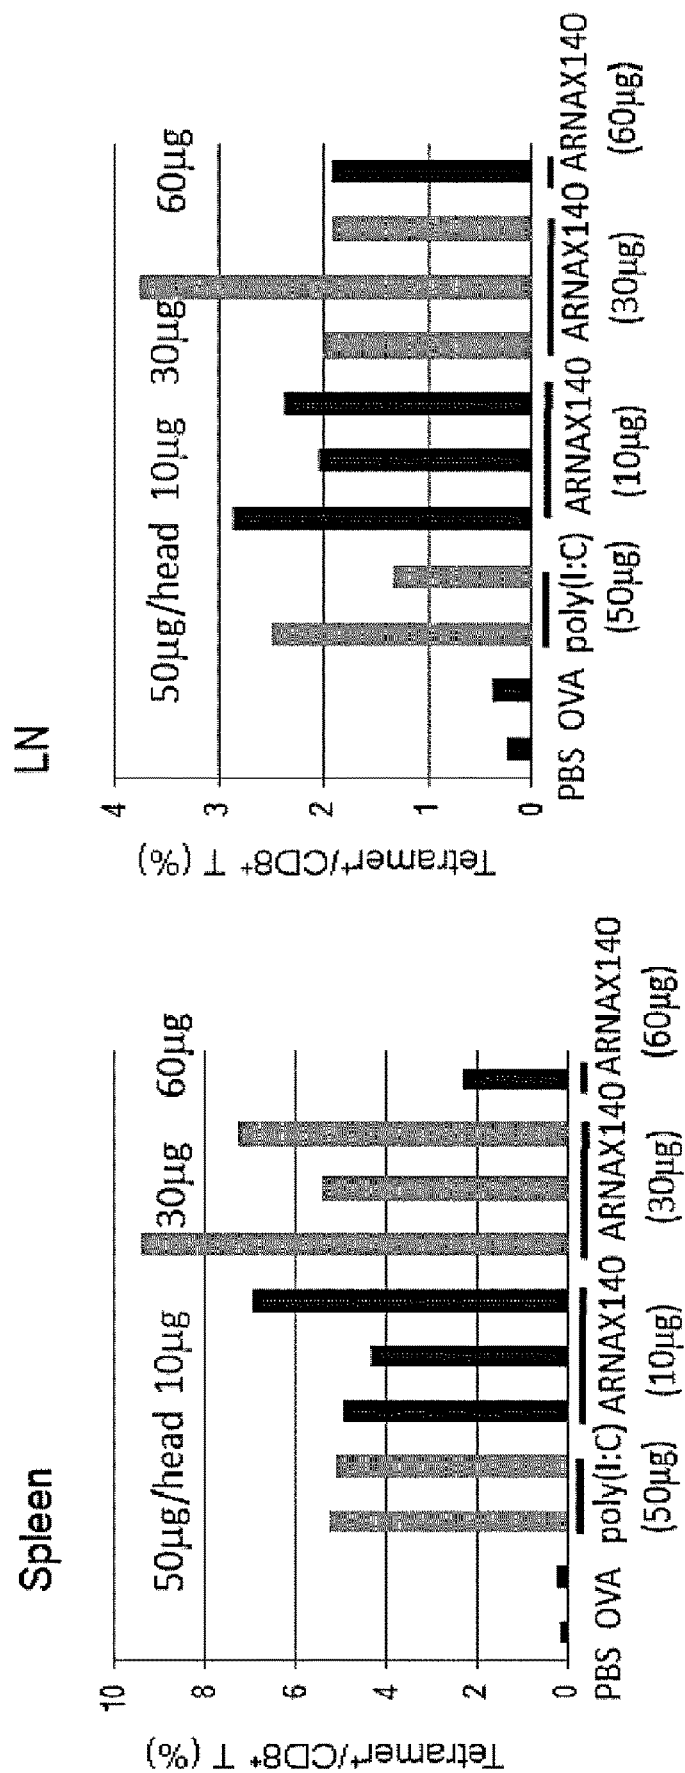 Spleen
Tetramer⁺/CD8⁺ T (%)
10
8
6
4
2
0
50µg/head 10µg 30µg 60µg
PBS OVA poly(I:C) ARNAX140 ARNAX140 ARNAX140
(50µg) (10µg) (30µg) (60µg)
LN
Tetramer⁺/CD8⁺ T (%)
4
3
2
1
0
50µg/head 10µg 30µg 60µg
PBS OVA poly(I:C) ARNAX140 ARNAX140 ARNAX140
(50µg) (10µg) (30µg) (60µg)